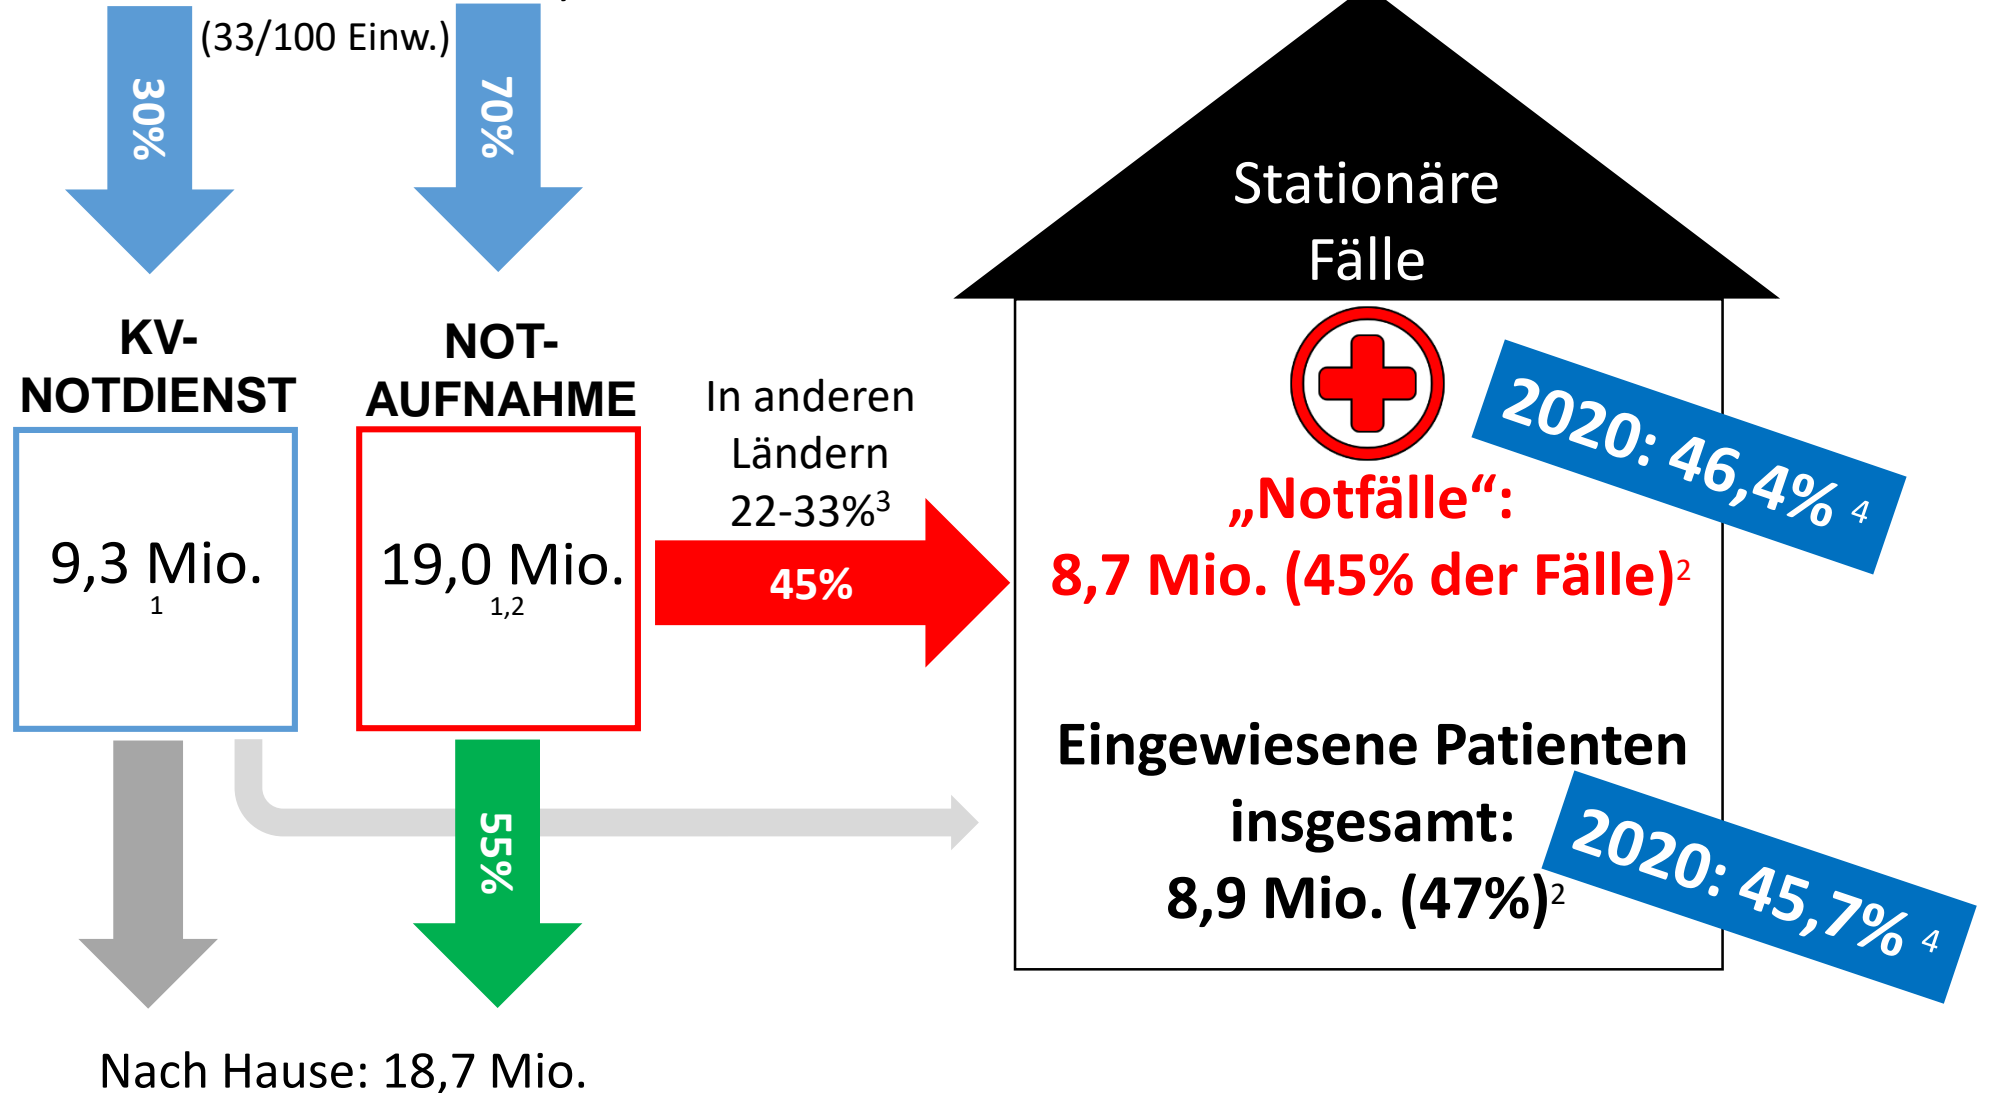 (33/100 Einw.)
30%
70%
KV-
NOTDIENST
NOT-
AUFNAHME
9,3 Mio.
1
19,0 Mio.
1,2
In anderen
Ländern
22-33%³
45%
55%
Nach Hause: 18,7 Mio.
Stationäre
Fälle
2020: 46,4% 4
„Notfälle“:
8,7 Mio. (45% der Fälle)²
Eingewiesene Patienten
insgesamt:
8,9 Mio. (47%)²
2020: 45,7% 4